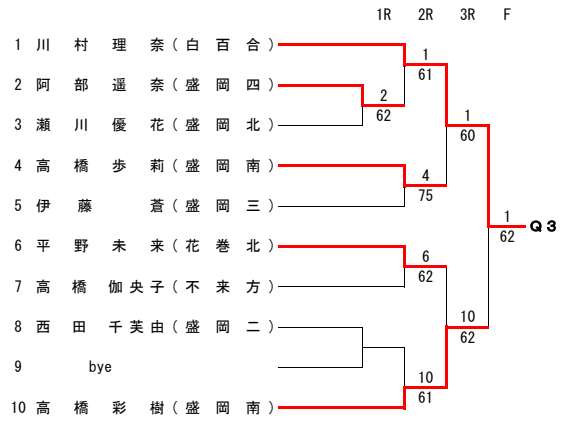 1R 2R 3R F
1 川 村 理 奈 ( 白 百 合 )
1
61
2 阿 部 遥 奈 ( 盛 岡 四 )
2
62
3 瀬 川 優 花 ( 盛 岡 北 )
1
60
4 高 橋 歩 莉 ( 盛 岡 南 )
4
75
5 伊 藤 蒼 ( 盛 岡 三 )
1
62
Q3
6 平 野 未 来 ( 花 巻 北 )
6
62
7 高 橋 伽 央 子 ( 不 来 方 )
8 西 田 千 芙 由 ( 盛 岡 二 )
10
62
9 bye
10
61
10 高 橋 彩 樹 ( 盛 岡 南 )